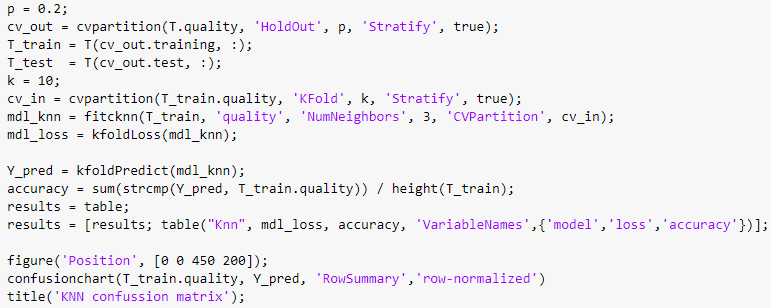 p = 0.2;
cv_out = cvpartition(T.quality, 'HoldOut', p, 'Stratify', true);
T_train = T(cv_out.training, :);
T_test  = T(cv_out.test, :);
k = 10;
cv_in = cvpartition(T_train.quality, 'KFold', k, 'Stratify', true);
mdl_knn = fitcknn(T_train, 'quality', 'NumNeighbors', 3, 'CVPartition', cv_in);
mdl_loss = kfoldLoss(mdl_knn);
Y_pred = kfoldPredict(mdl_knn);
accuracy = sum(strcmp(Y_pred, T_train.quality)) / height(T_train);
results = table;
results = [results; table("Knn", mdl_loss, accuracy, 'VariableNames',{'model','loss','accuracy'})];
figure('Position', [0 0 450 200]);
confusionchart(T_train.quality, Y_pred, 'RowSummary','row-normalized')
title('KNN confussion matrix');